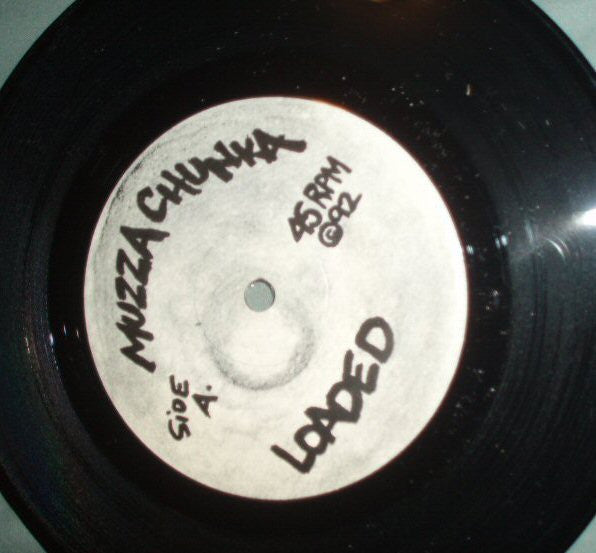 MUZZA CHUNKA
45 RPM
©92
SiDE
A.
LOADED